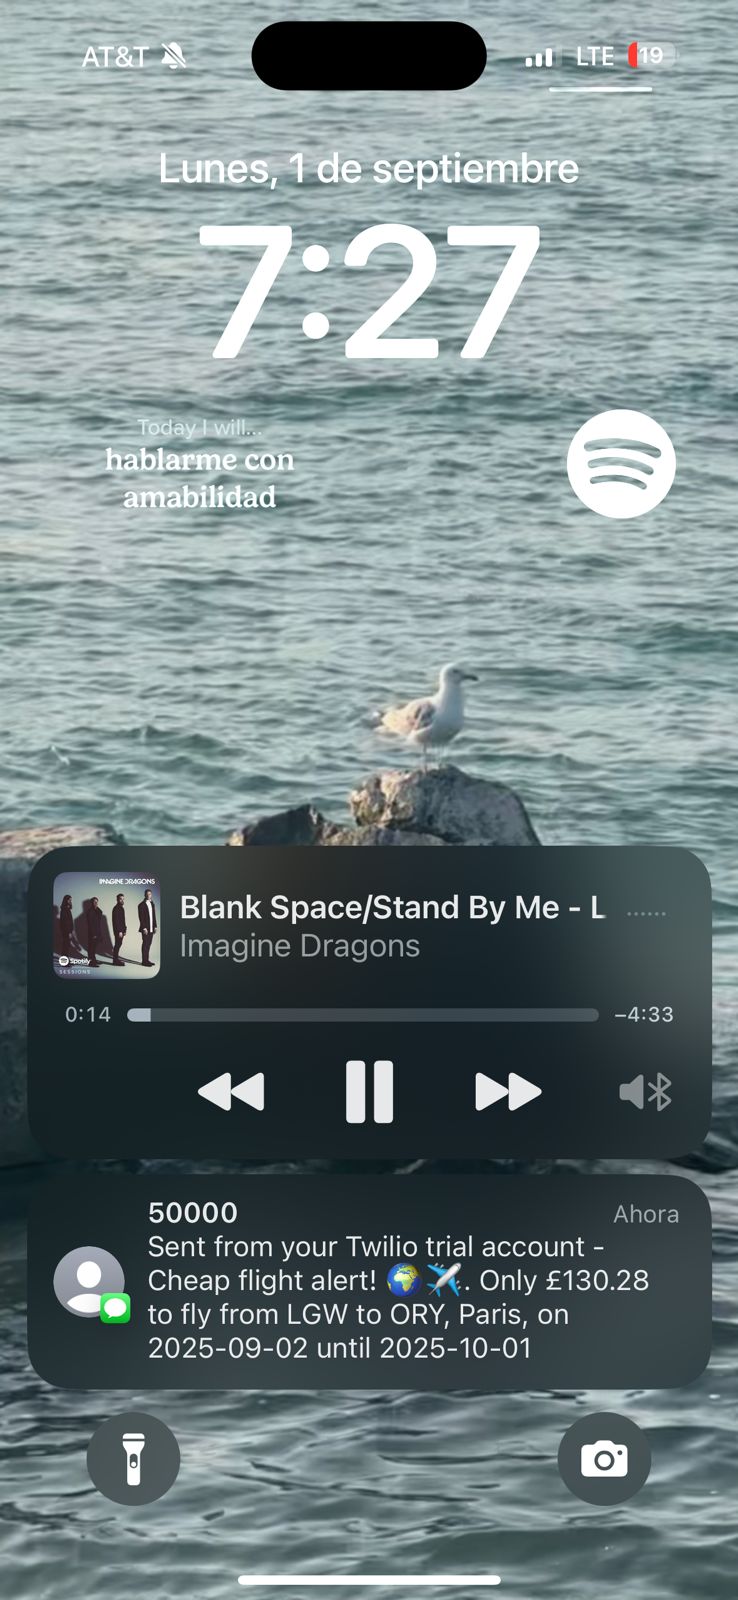 AT&T LTE 19
Lunes, 1 de septiembre
7:27
Today I will...
hablarme con
amabilidad
IMAGINE DRAGONS
Spotify
SESSIONS
Blank Space/Stand By Me - L
Imagine Dragons
0:14 −4:33
50000 Ahora
Sent from your Twilio trial account -
Cheap flight alert! 🌍✈️. Only £130.28
to fly from LGW to ORY, Paris, on
2025-09-02 until 2025-10-01